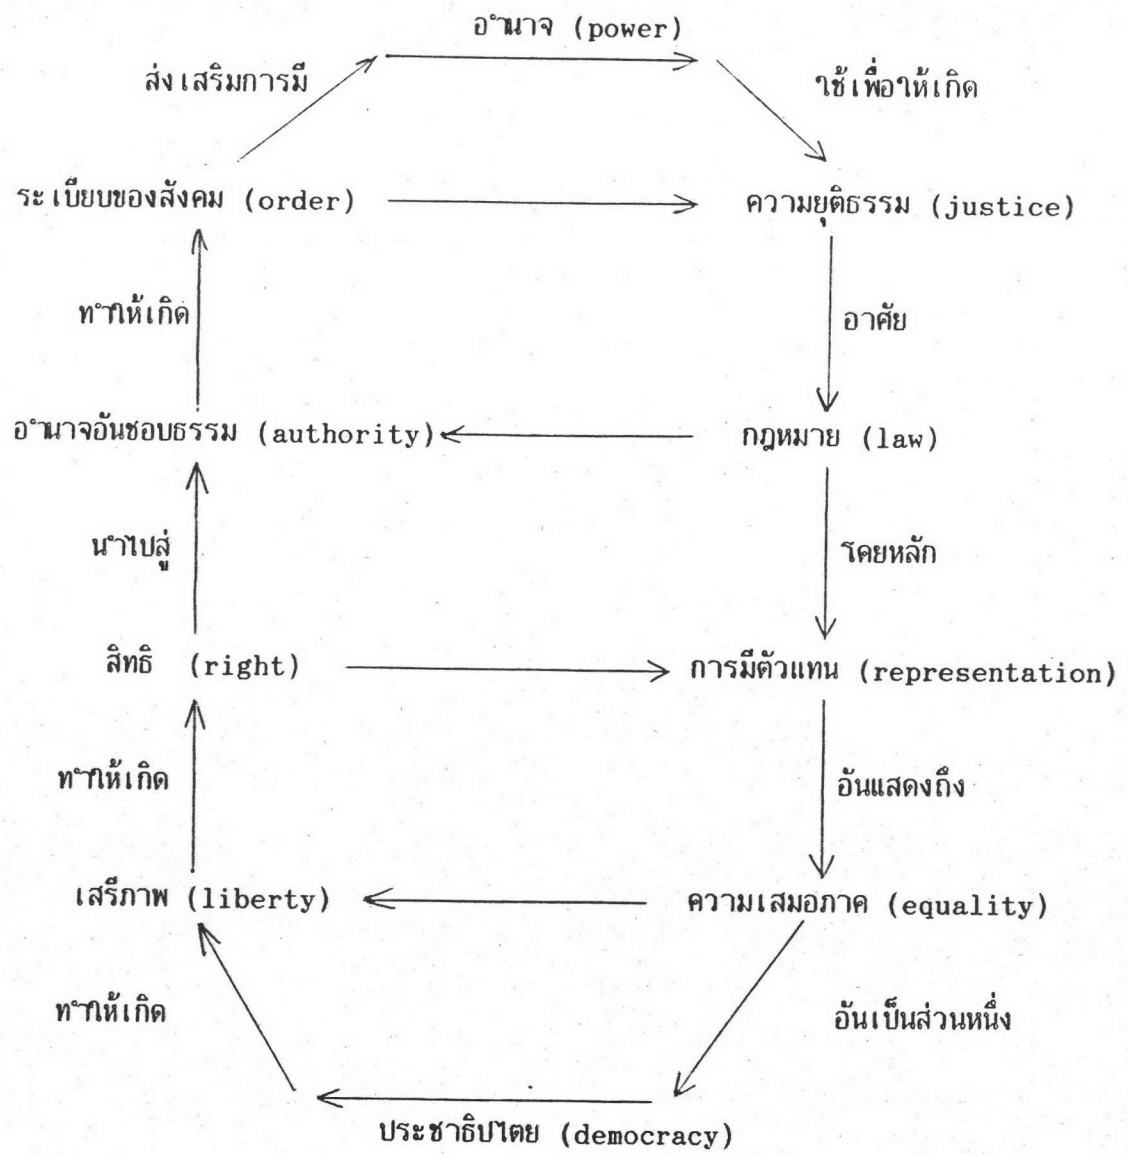 อำนาจ (power)
ส่งเสริมการมี
ใช้เพื่อให้เกิด
ระเบียบของสังคม (order)
ความยุติธรรม (justice)
ทำให้เกิด
อาศัย
อำนาจอันชอบธรรม (authority)
กฎหมาย (law)
นำไปสู่
โดยหลัก
สิทธิ (right)
การมีตัวแทน (representation)
ทำให้เกิด
อันแสดงถึง
เสรีภาพ (liberty)
ความเสมอภาค (equality)
ทำให้เกิด
อันเป็นส่วนหนึ่ง
ประชาธิปไตย (democracy)